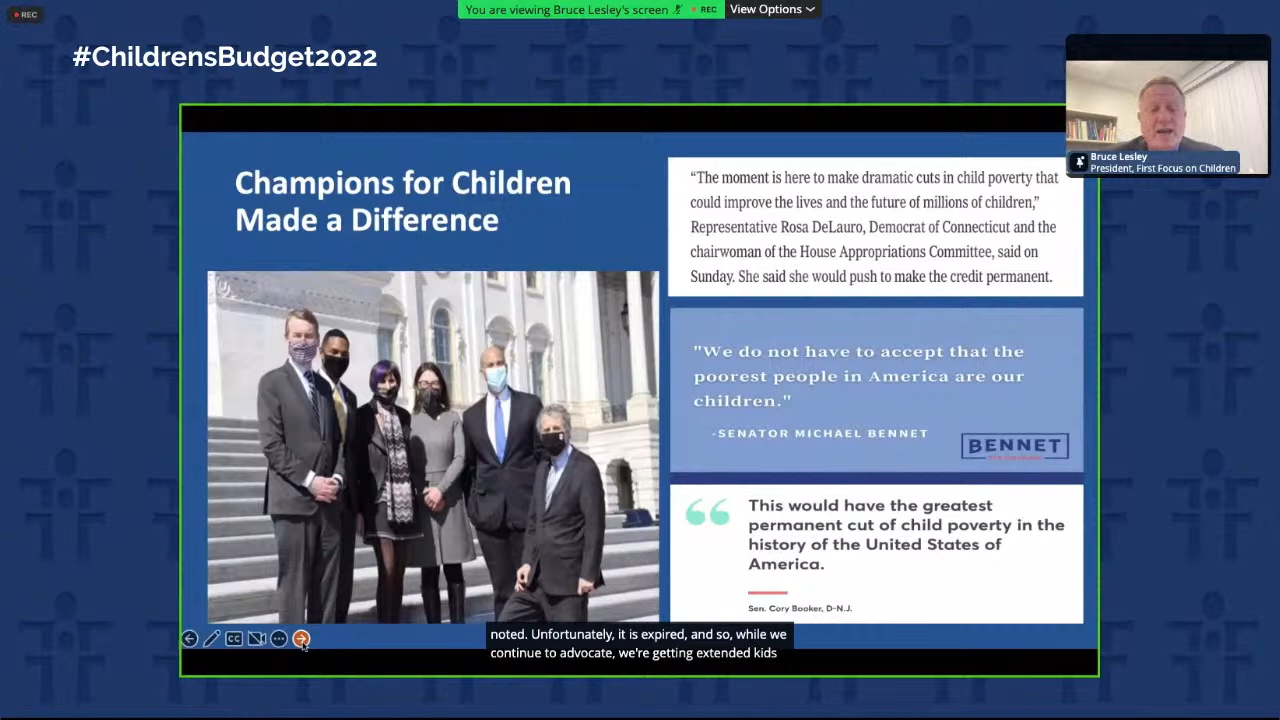 REC
You are viewing Bruce Lesley's screen
REC
View Options
#ChildrensBudget2022
Bruce Lesley
President, First Focus on Children
Champions for Children
Made a Difference
“The moment is here to make dramatic cuts in child poverty that
could improve the lives and the future of millions of children,”
Representative Rosa DeLauro, Democrat of Connecticut and the
chairwoman of the House Appropriations Committee, said on
Sunday. She said she would push to make the credit permanent.
"We do not have to accept that the
poorest people in America are our
children."
-SENATOR MICHAEL BENNET
BENNET
This would have the greatest
permanent cut of child poverty in the
history of the United States of
America.
Sen. Cory Booker, D-N.J.
CC
noted. Unfortunately, it is expired, and so, while we
continue to advocate, we're getting extended kids